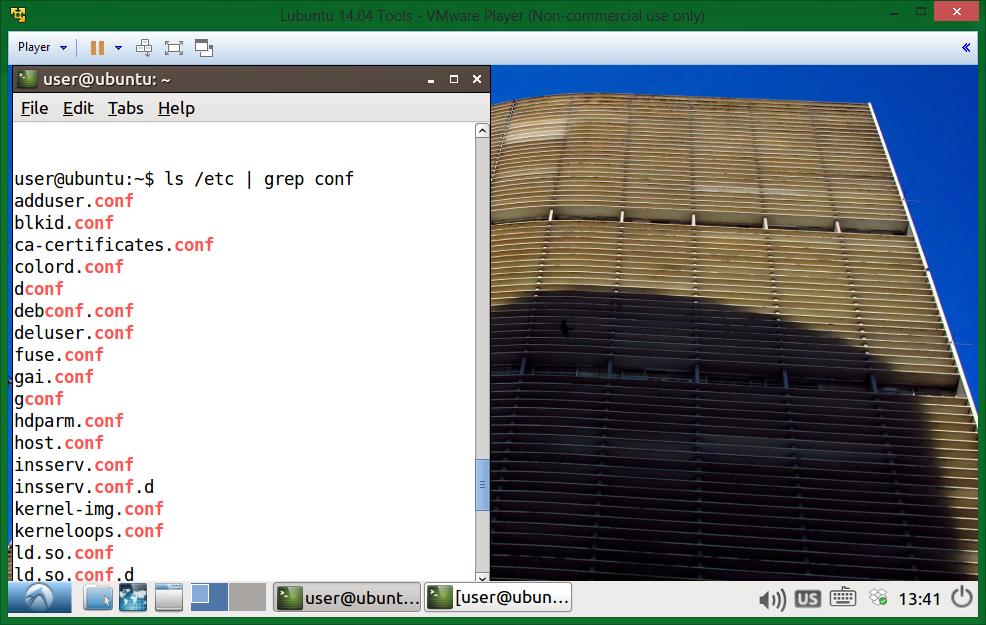 Lubuntu 14.04 Tools - VMware Player (Non-commercial use only)
Player
user@ubuntu: ~
File Edit Tabs Help
user@ubuntu:~$ ls /etc | grep conf
adduser.conf
blkid.conf
ca-certificates.conf
colord.conf
dconf
debconf.conf
deluser.conf
fuse.conf
gai.conf
gconf
hdparm.conf
host.conf
insserv.conf
insserv.conf.d
kernel-img.conf
kerneloops.conf
ld.so.conf
ld.so.conf.d
user@ubunt... [user@ubun... US 13:41